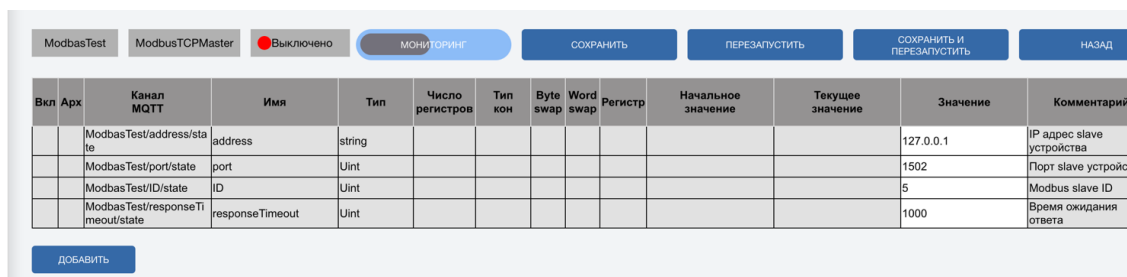 ModbasTest ModbusTCPMaster Выключено МОНИТОРИНГ СОХРАНИТЬ ПЕРЕЗАПУСТИТЬ СОХРАНИТЬ И
ПЕРЕЗАПУСТИТЬ НАЗАД
Вкл Арх Канал
MQTT Имя Тип Число
регистров Тип
кон Byte
swap Word
swap Регистр Начальное
значение Текущее
значение Значение Комментарий
ModbasTest/address/sta
te address string 127.0.0.1 IP адрес slave
устройства
ModbasTest/port/state port Uint 1502 Порт slave устройс
ModbasTest/ID/state ID Uint 5 Modbus slave ID
ModbasTest/responseTi
meout/state responseTimeout Uint 1000 Время ожидания
ответа
ДОБАВИТЬ